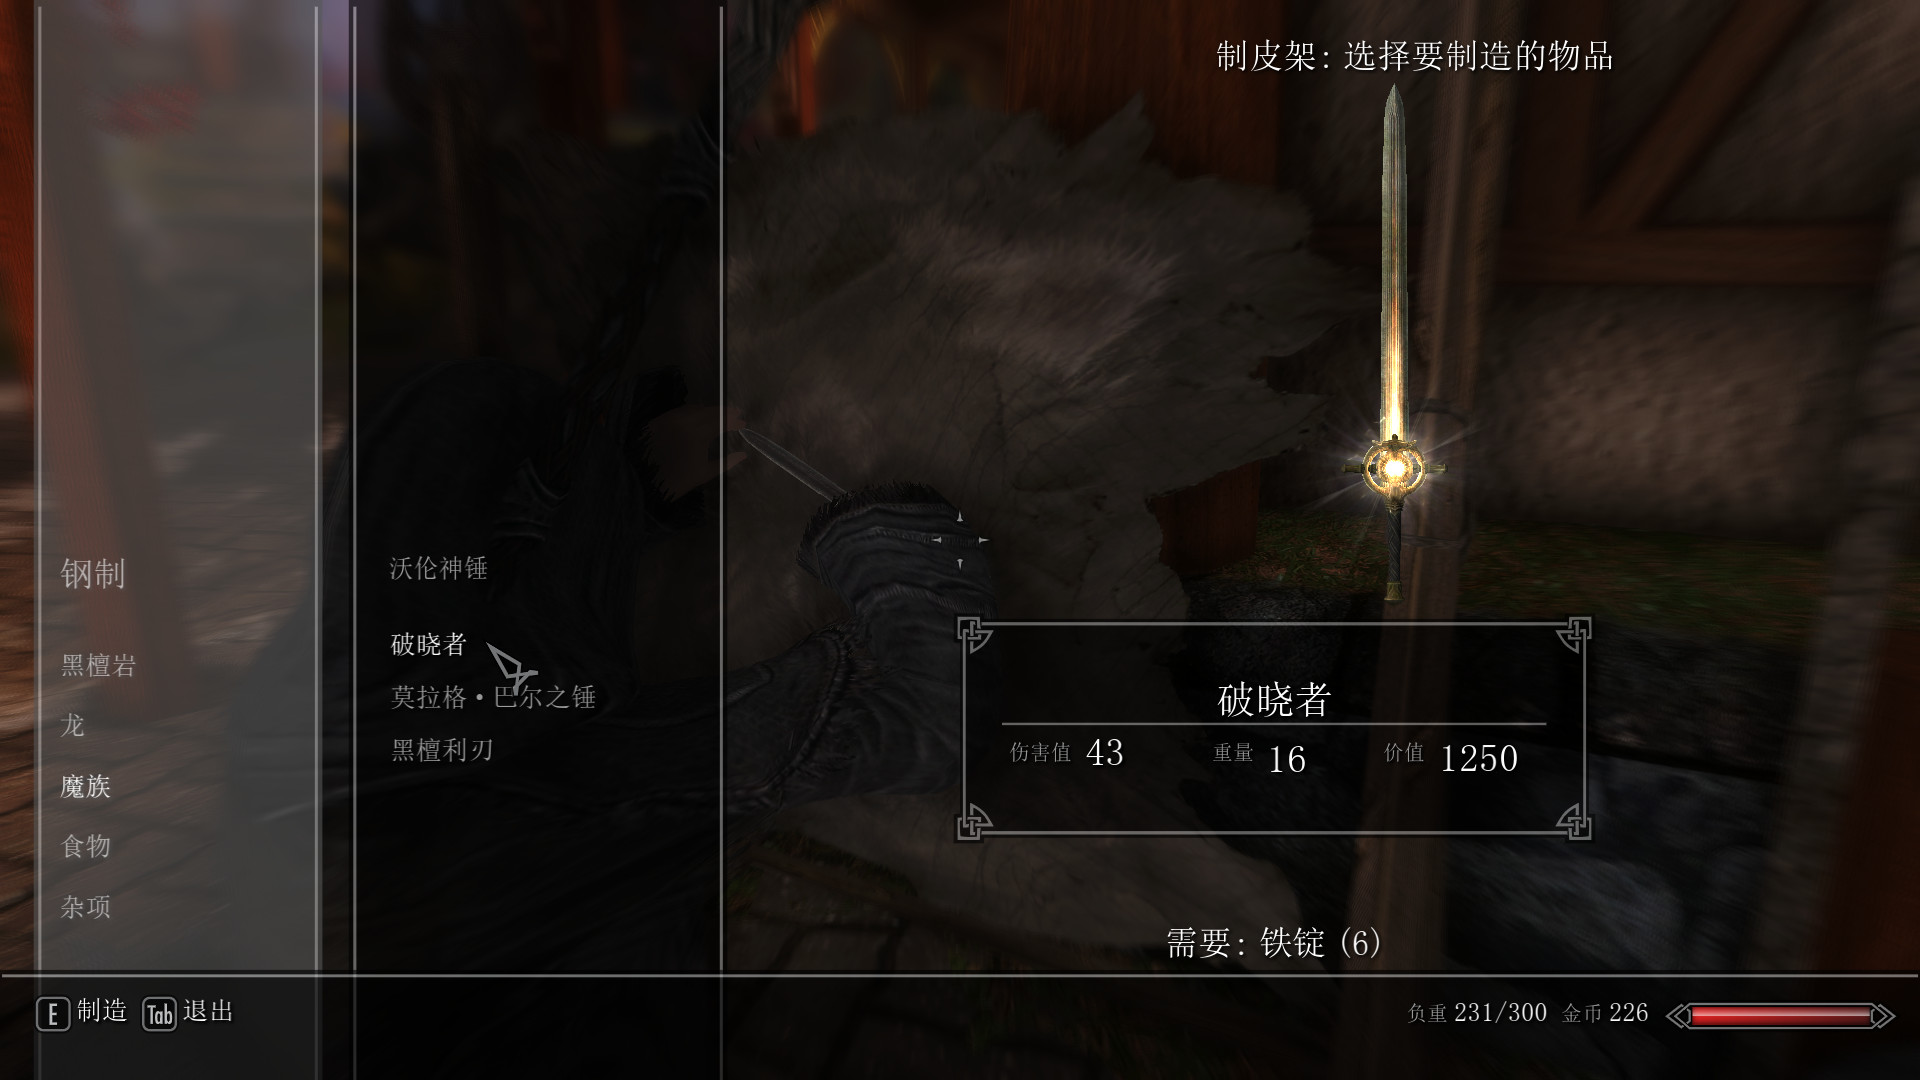 制皮架: 选择要制造的物品
钢制
黑檀岩
龙
魔族
食物
杂项
沃伦神锤
破晓者
莫拉格·巴尔之锤
黑檀利刃
破晓者
伤害值 43 重量 16 价值 1250
需要: 铁锭 (6)
E 制造 Tab 退出
负重 231/300 金币 226